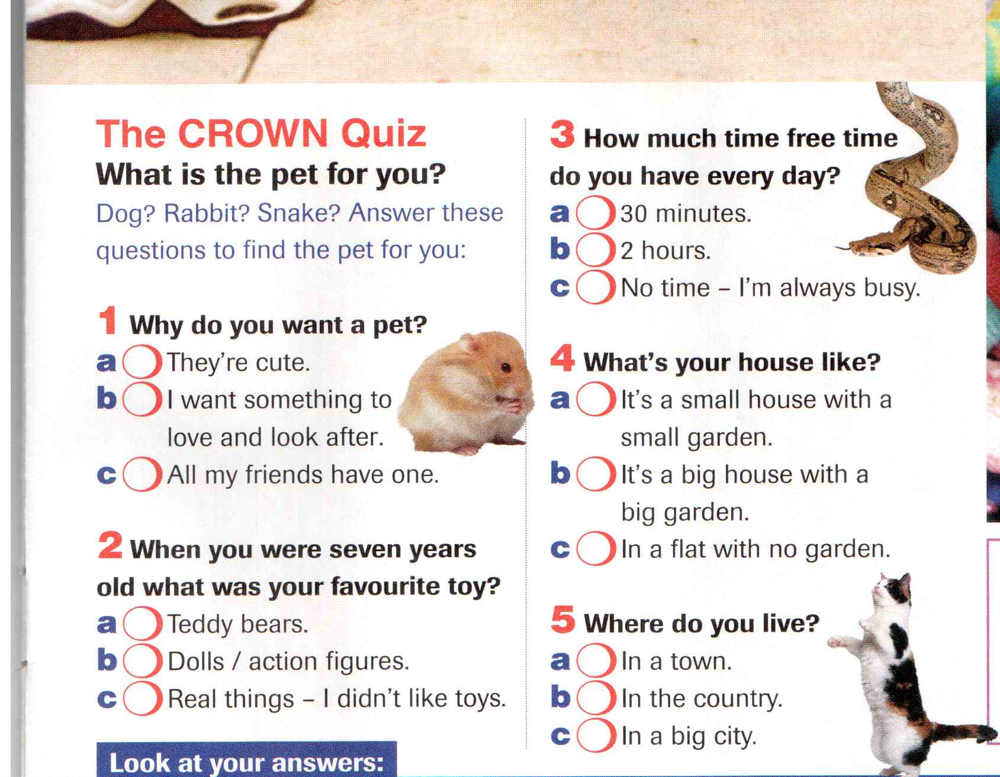 The CROWN Quiz
What is the pet for you?
Dog? Rabbit? Snake? Answer these
questions to find the pet for you:
1 Why do you want a pet?
a They're cute.
b I want something to
love and look after.
c All my friends have one.
2 When you were seven years
old what was your favourite toy?
a Teddy bears.
b Dolls / action figures.
c Real things – I didn't like toys.
Look at your answers:
3 How much time free time
do you have every day?
a 30 minutes.
b 2 hours.
c No time – I'm always busy.
4 What's your house like?
a It's a small house with a
small garden.
b It's a big house with a
big garden.
c In a flat with no garden.
5 Where do you live?
a In a town.
b In the country.
c In a big city.